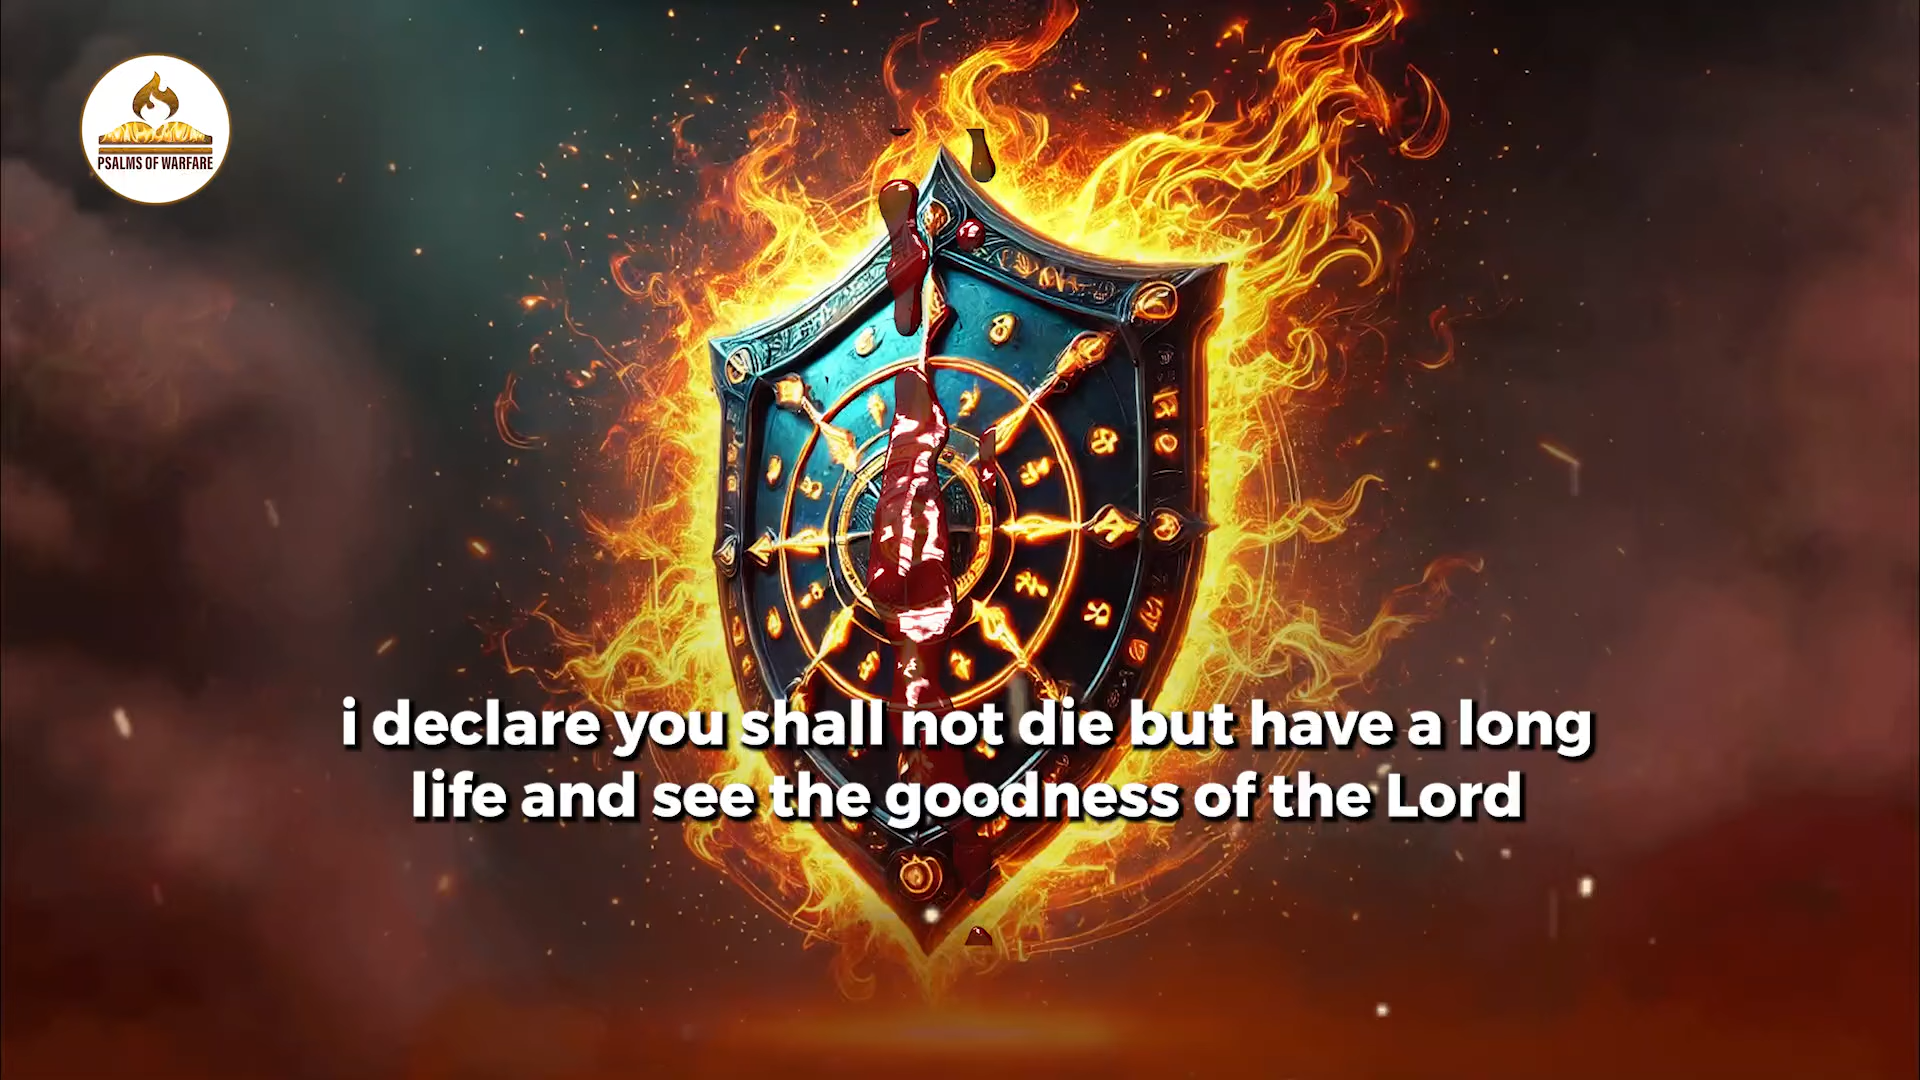 PSALMS OF WARFARE
i declare you shall not die but have a long
life and see the goodness of the Lord